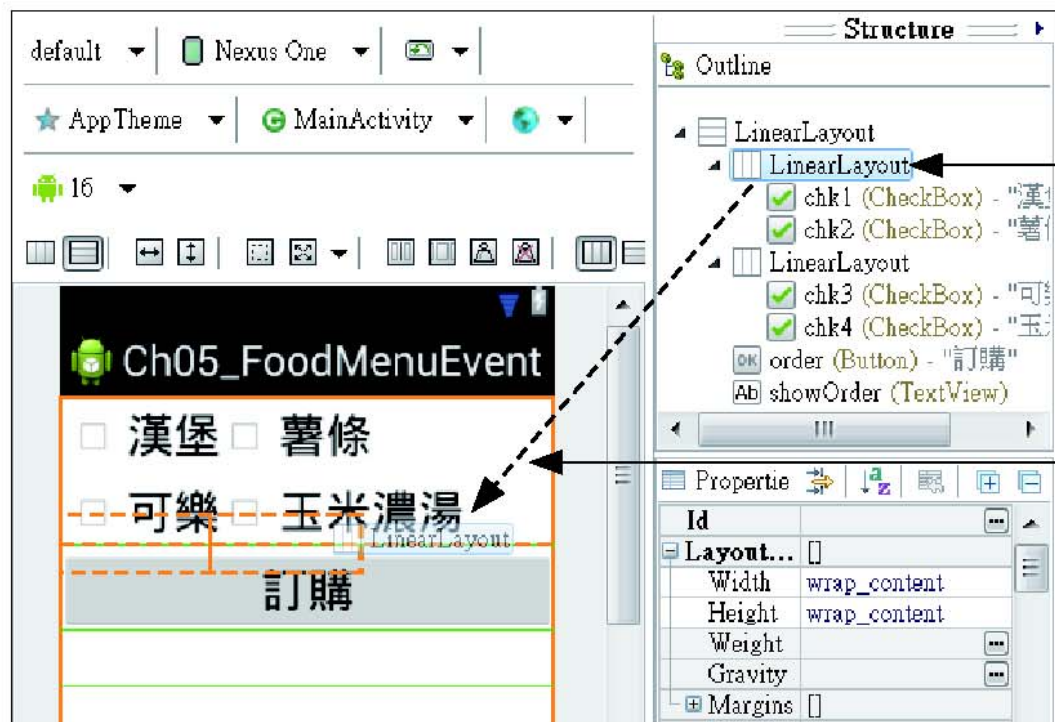 default
Nexus One
AppTheme
MainActivity
16
Ch05_FoodMenuEvent
漢堡
薯條
可樂
玉米濃湯
LinearLayout
訂購
Structure
Outline
LinearLayout
LinearLayout
chk1 (CheckBox) - "漢
chk2 (CheckBox) - "薯
LinearLayout
chk3 (CheckBox) - "可
chk4 (CheckBox) - "玉
OK order (Button) - "訂購"
Ab showOrder (TextView)
Propertie
Id
Layout... []
Width wrap_content
Height wrap_content
Weight
Gravity
Margins []